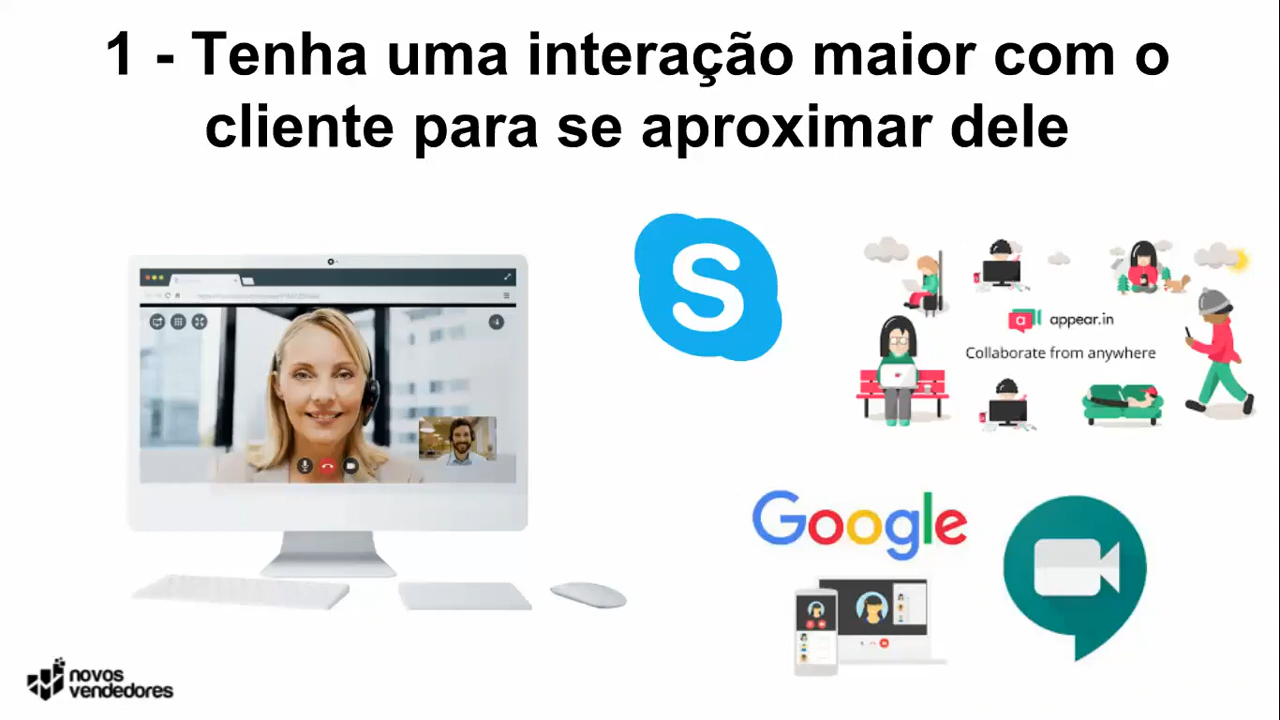 1 - Tenha uma interação maior com o
cliente para se aproximar dele
S
appear.in
Collaborate from anywhere
Google
novos
vendedores